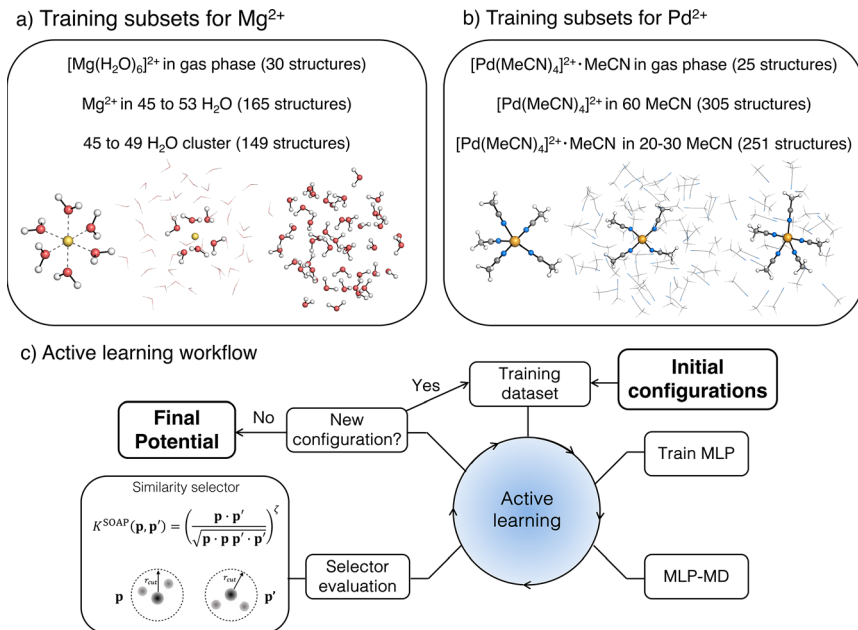 a) Training subsets for Mg²⁺
[Mg(H₂O)₆]²⁺ in gas phase (30 structures)
Mg²⁺ in 45 to 53 H₂O (165 structures)
45 to 49 H₂O cluster (149 structures)
b) Training subsets for Pd²⁺
[Pd(MeCN)₄]²⁺·MeCN in gas phase (25 structures)
[Pd(MeCN)₄]²⁺ in 60 MeCN (305 structures)
[Pd(MeCN)₄]²⁺·MeCN in 20-30 MeCN (251 structures)
c) Active learning workflow
Initial
configurations
Training
dataset
Yes
New
configuration?
No
Final
Potential
Train MLP
Active
learning
MLP-MD
Selector
evaluation
Similarity selector
K^SOAP(p, p′) = (p · p′ / √(p · p p′ · p′))^ζ
r_cut
r_cut
p
p′